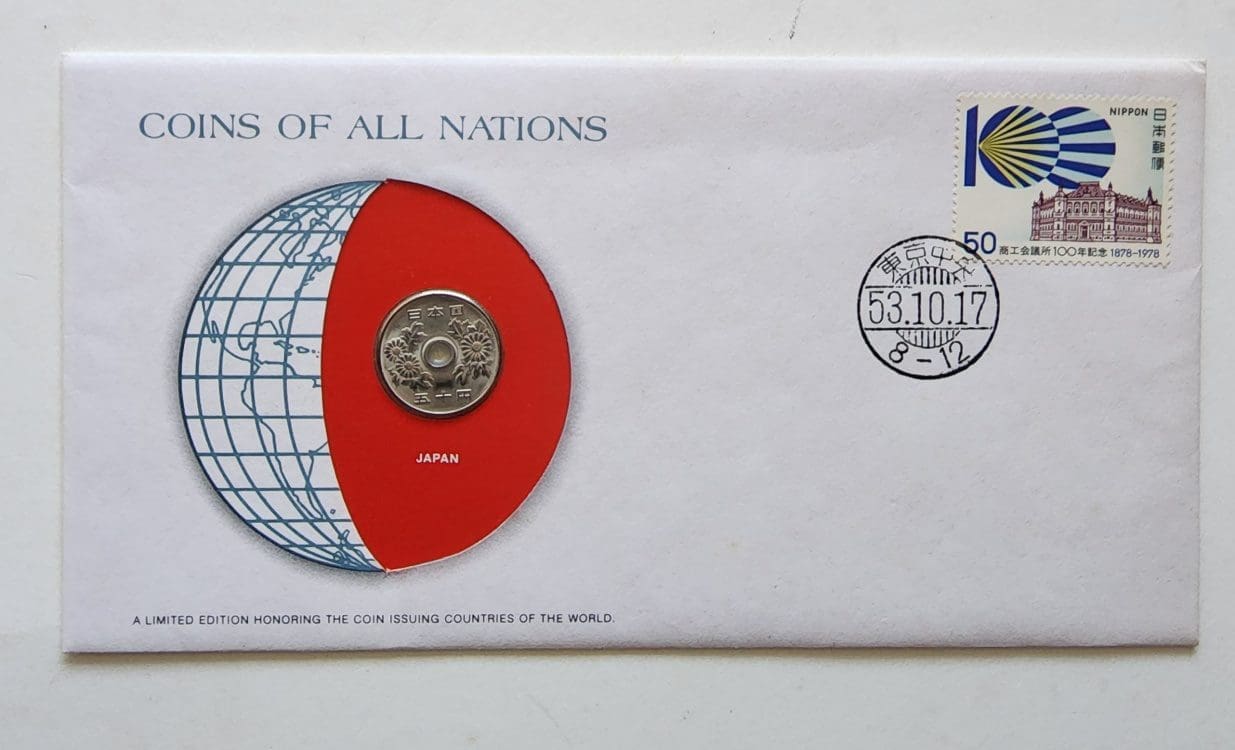 COINS OF ALL NATIONS
日本国
五十円
JAPAN
A LIMITED EDITION HONORING THE COIN ISSUING COUNTRIES OF THE WORLD.
100
NIPPON
日本郵便
50
商工会議所100年記念 1878-1978
東京中央
53.10.17
8-12